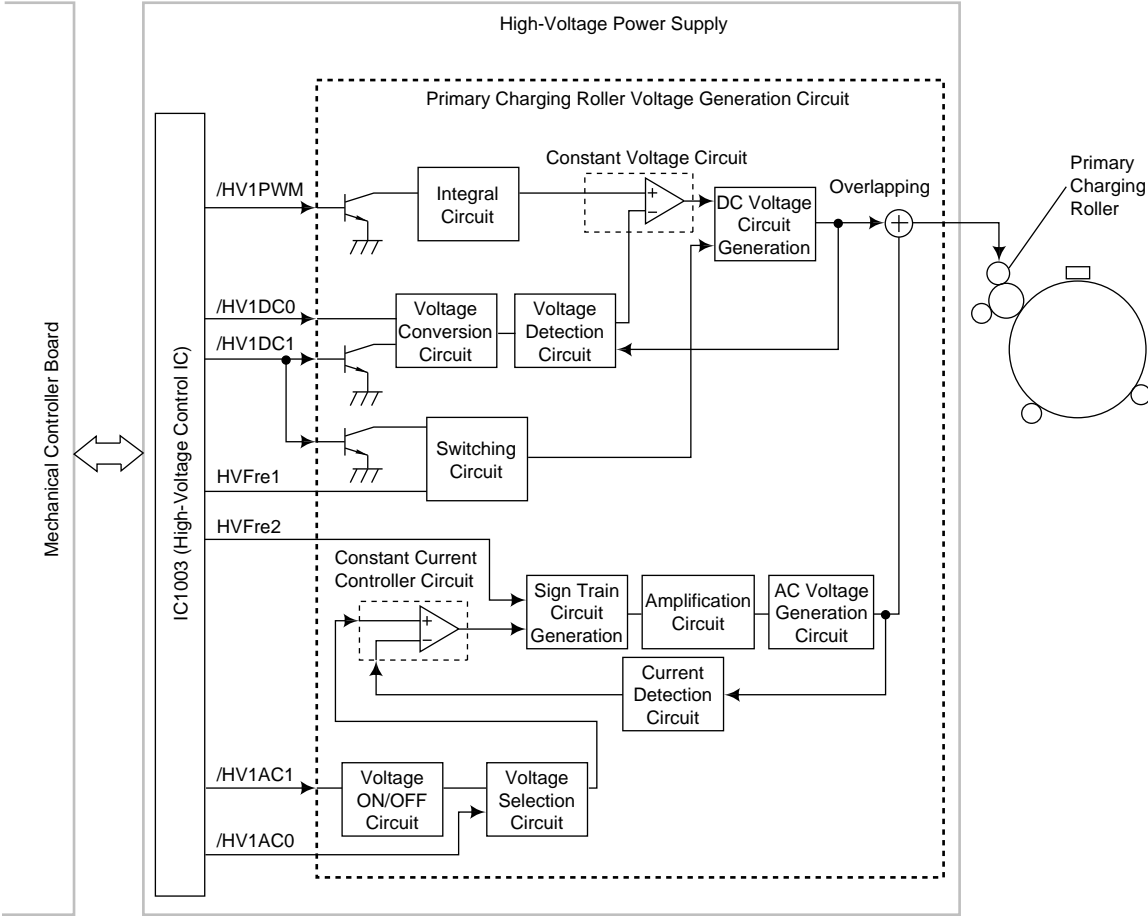 High-Voltage Power Supply
Primary Charging Roller Voltage Generation Circuit
Mechanical Controller Board
IC1003 (High-Voltage Control IC)
/HV1PWM
Integral
Circuit
Constant Voltage Circuit
+
−
DC Voltage
Circuit
Generation
Overlapping
+
Primary
Charging
Roller
/HV1DC0
/HV1DC1
Voltage
Conversion
Circuit
Voltage
Detection
Circuit
Switching
Circuit
HVFre1
HVFre2
Constant Current
Controller Circuit
+
−
Sign Train
Circuit
Generation
Amplification
Circuit
AC Voltage
Generation
Circuit
Current
Detection
Circuit
/HV1AC1
Voltage
ON/OFF
Circuit
Voltage
Selection
Circuit
/HV1AC0